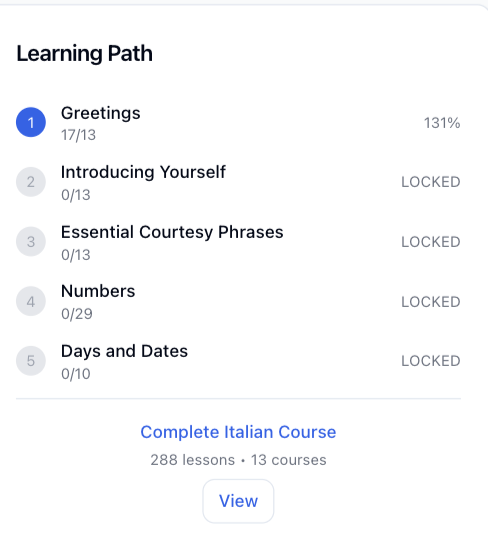 Learning Path
1
Greetings
17/13
131%
2
Introducing Yourself
0/13
LOCKED
3
Essential Courtesy Phrases
0/13
LOCKED
4
Numbers
0/29
LOCKED
5
Days and Dates
0/10
LOCKED
Complete Italian Course
288 lessons • 13 courses
View